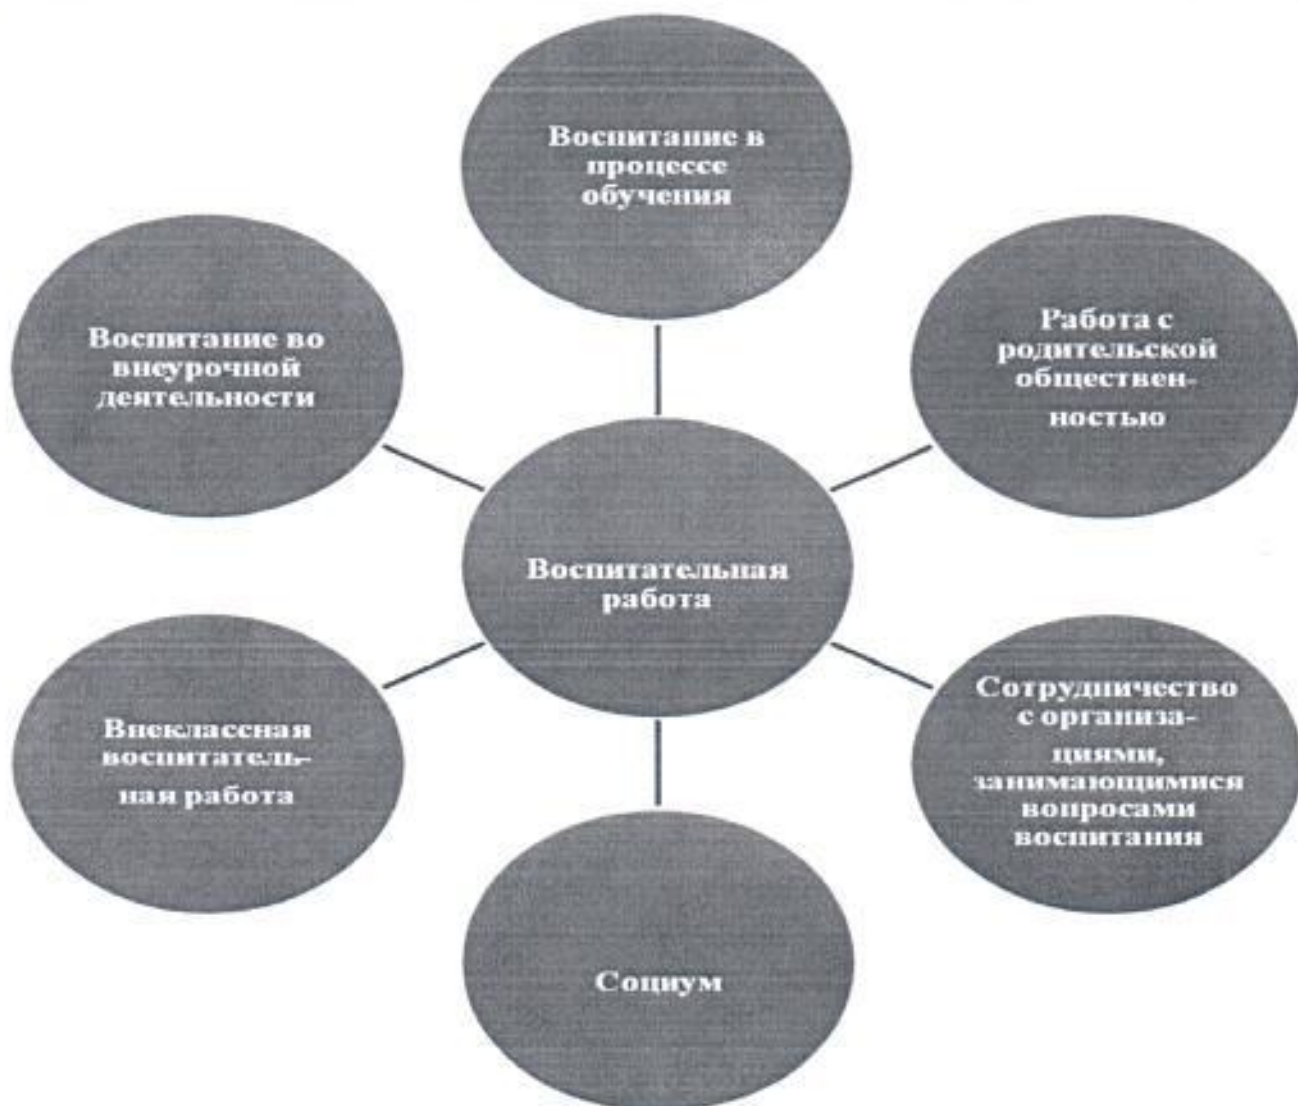 Воспитание в
процессе
обучения
Воспитание во
внеурочной
деятельности
Работа с
родительской
обществен-
ностью
Воспитательная
работа
Внеклассная
воспитатель-
ная работа
Сотрудничество
с организа-
циями,
занимающимися
вопросами
воспитания
Социум